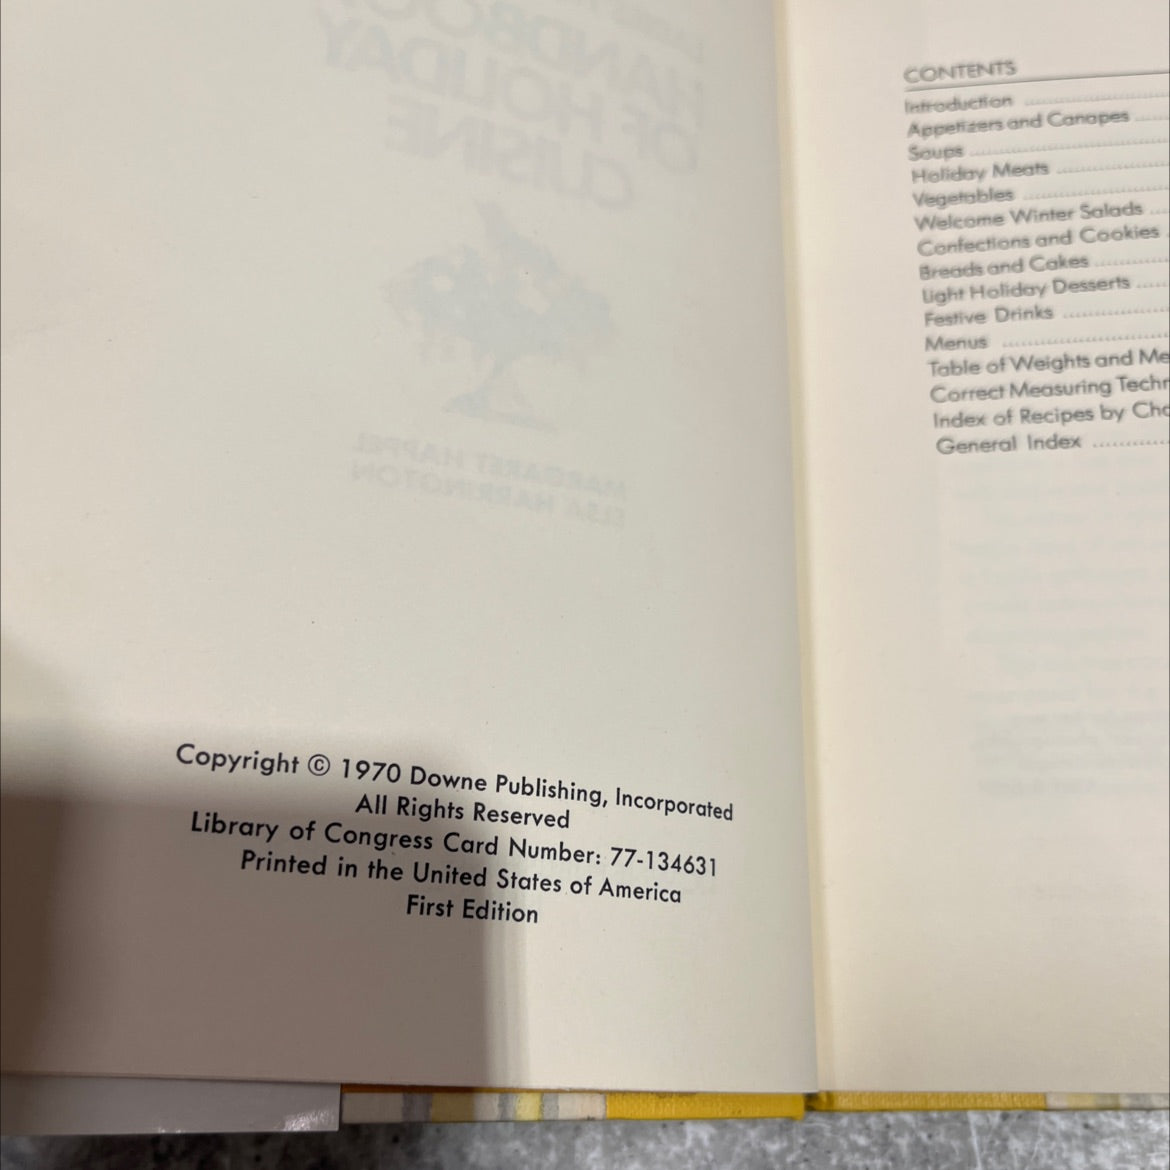 Copyright © 1970 Downe Publishing, Incorporated
All Rights Reserved
Library of Congress Card Number: 77-134631
Printed in the United States of America
First Edition
CONTENTS
Introduction
Appetizers and Canapes
Soups
Holiday Meats
Vegetables
Welcome Winter Salads
Confections and Cookies
Breads and Cakes
Light Holiday Desserts
Festive Drinks
Menus
Table of Weights and Me
Correct Measuring Techn
Index of Recipes by Cha
General Index